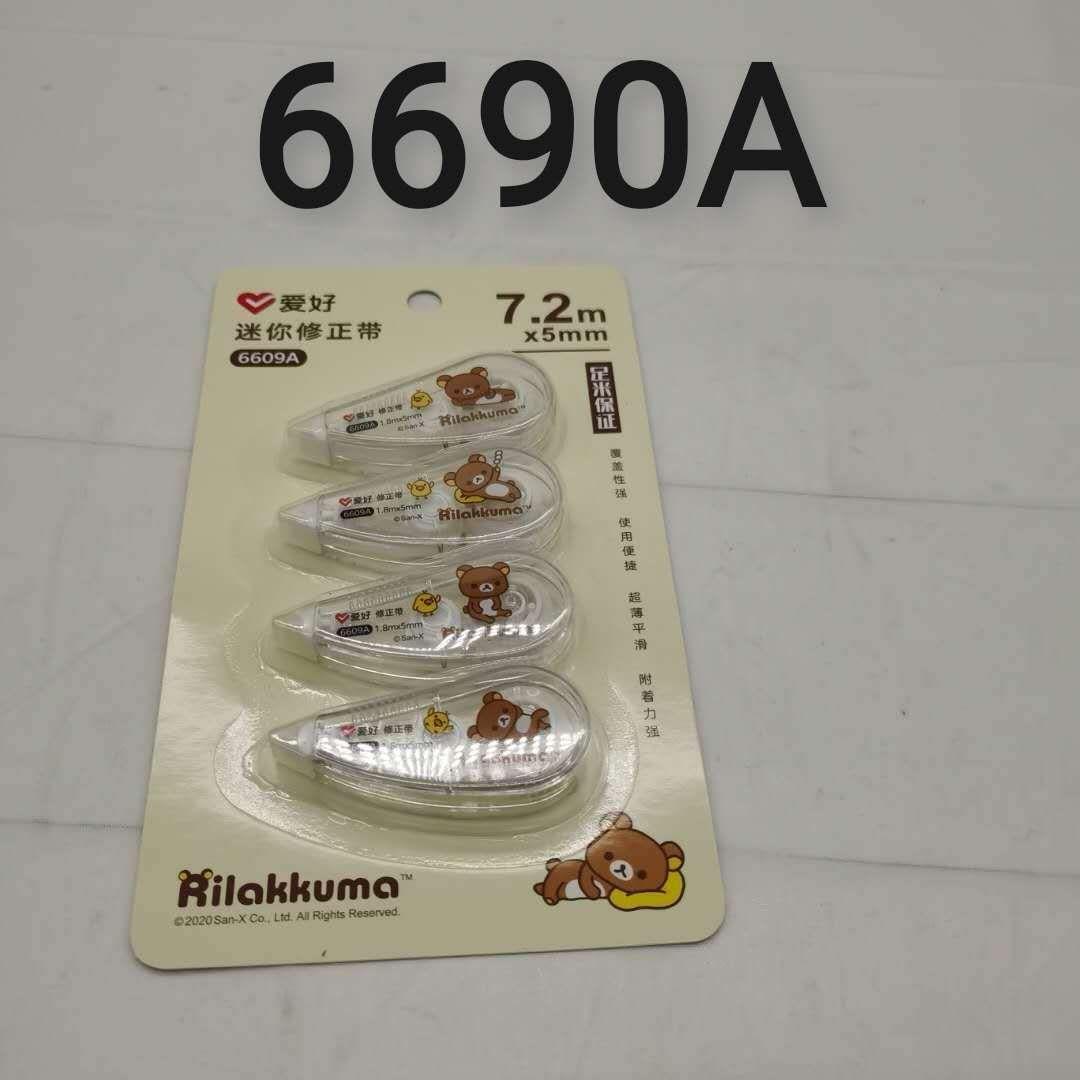 6690A
爱好
迷你修正带
6609A
7.2m
x5mm
足米保证
覆盖性强 使用便捷 超薄平滑 附着力强
爱好 修正带
6609A 1.8mx5mm
©San-X
Rilakkuma™
爱好 修正带
6609A 1.8mx5mm
©San-X
Rilakkuma™
爱好 修正带
6609A 1.8mx5mm
©San-X
爱好 修正带
Rilakkuma™
©2020 San-X Co., Ltd. All Rights Reserved.